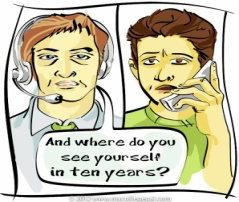 And where do you
see yourself
in ten years?